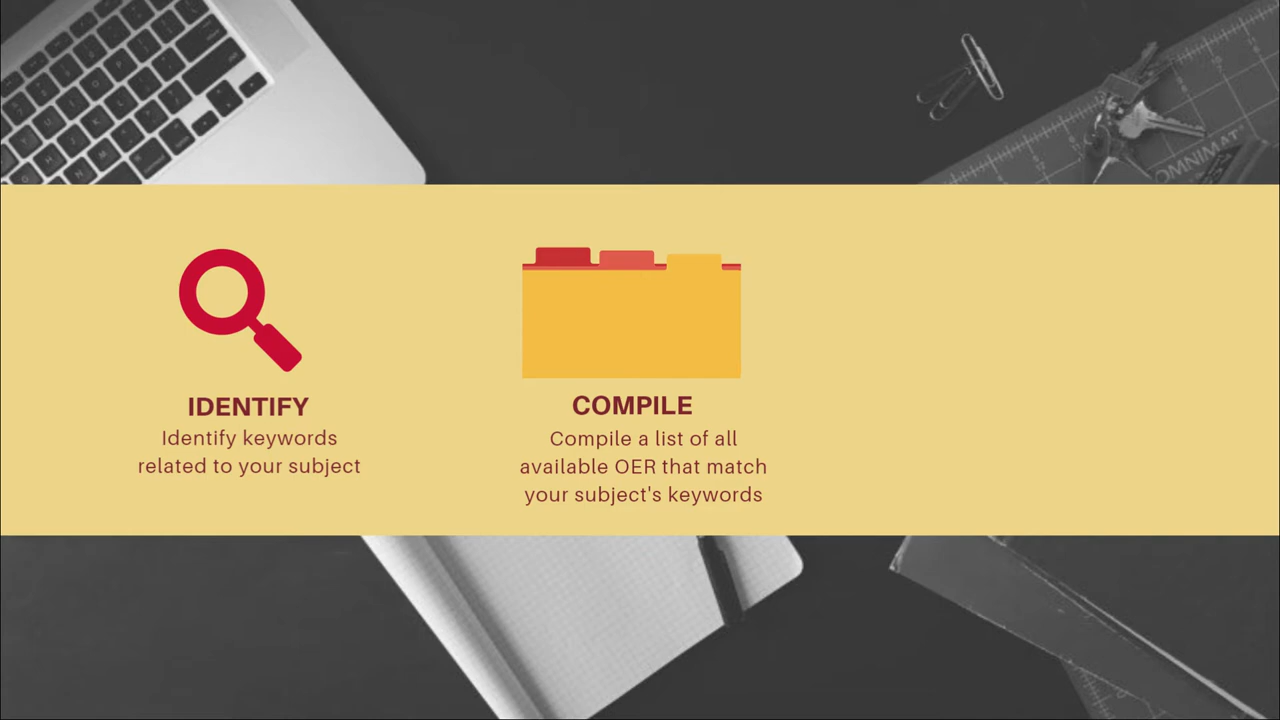 OMNIMAT
IDENTIFY
Identify keywords
related to your subject
COMPILE
Compile a list of all
available OER that match
your subject's keywords